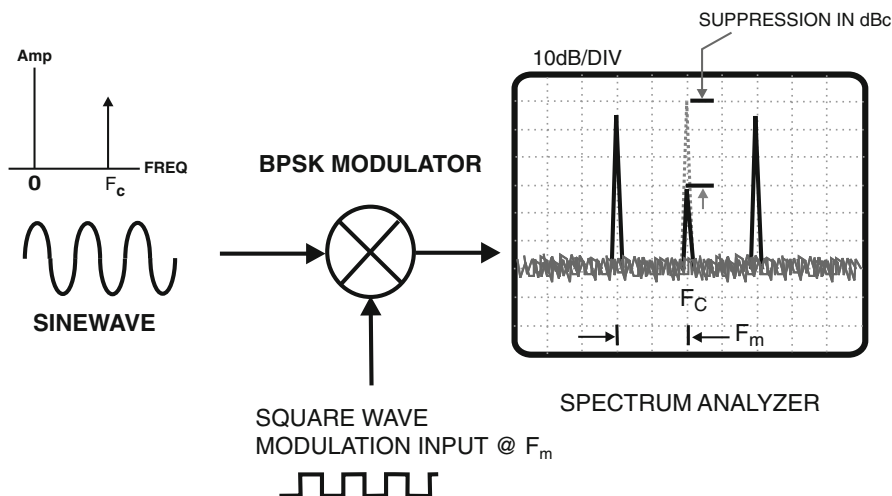 SUPPRESSION IN dBc
Amp
10dB/DIV
BPSK MODULATOR
FREQ
0
Fc
SINEWAVE
FC
Fm
SPECTRUM ANALYZER
SQUARE WAVE
MODULATION INPUT @ Fm